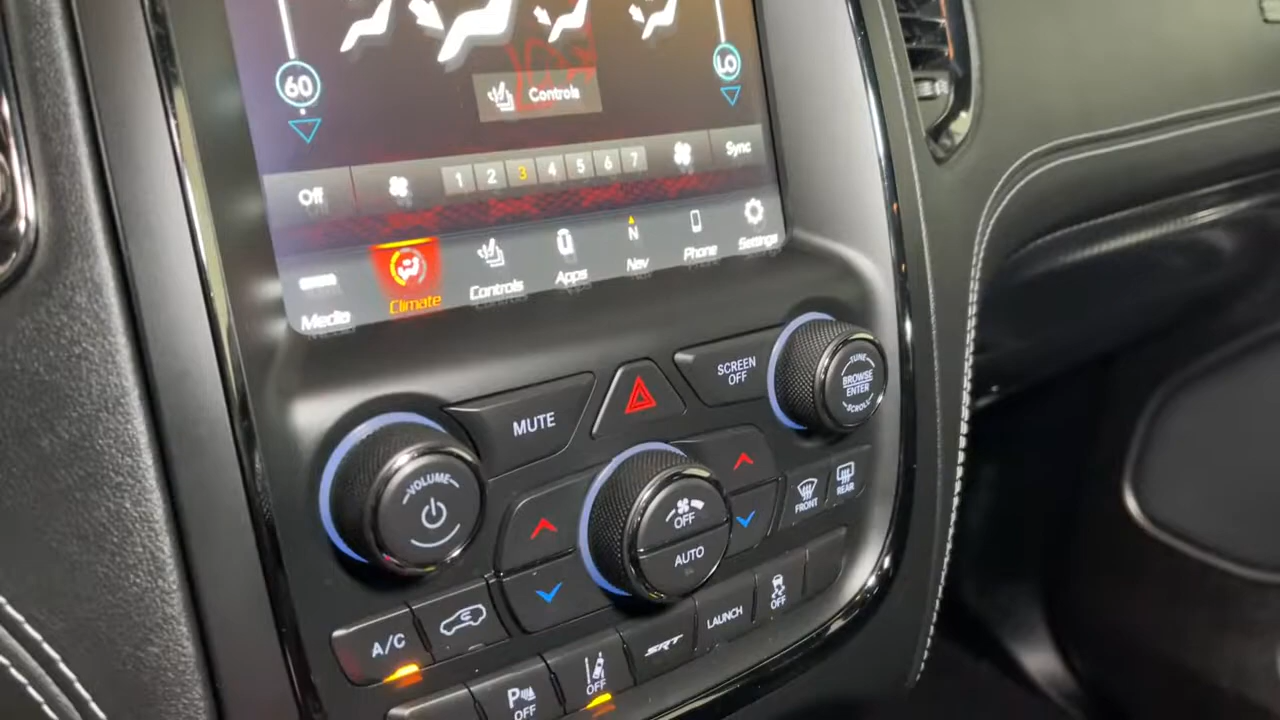 60
LO
Controls
Off
1 2 3 4 5 6 7
Sync
Media
Climate
Controls
Apps
N
Nav
Phone
Settings
MUTE
SCREEN
OFF
TUNE
BROWSE
ENTER
SCROLL
VOLUME
OFF
AUTO
FRONT
REAR
A/C
SRT
LAUNCH
OFF
P
OFF
OFF